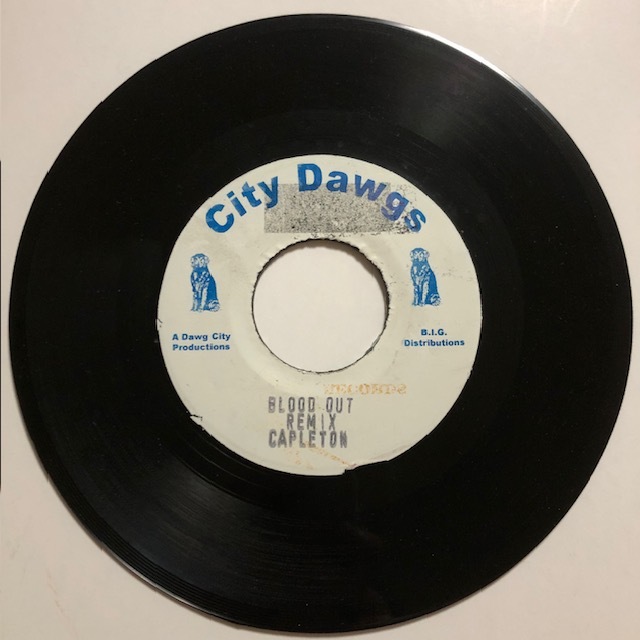 City Dawgs
A Dawg City
Productions
B.I.G.
Distributions
BLOOD OUT
REMIX
CAPLETON